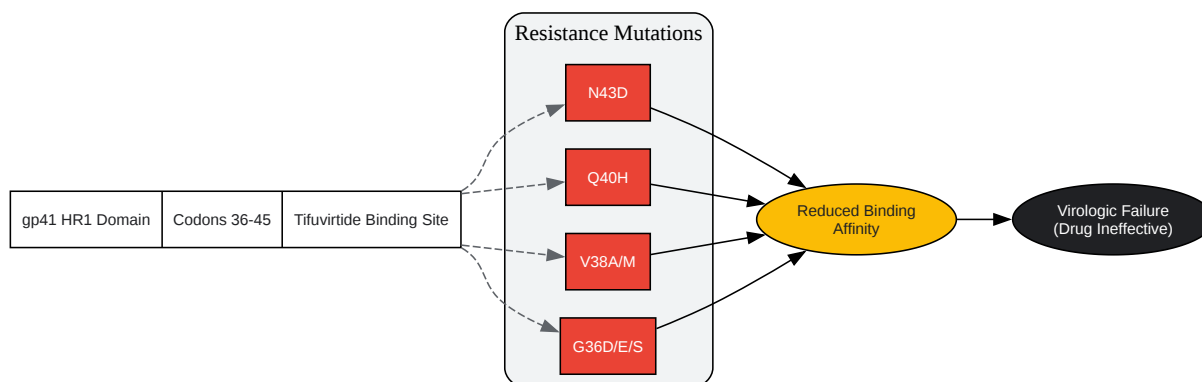 Resistance Mutations
N43D
Q40H
V38A/M
G36D/E/S
gp41 HR1 Domain
Codons 36-45
Tifuvirtide Binding Site
Reduced Binding
Affinity
Virologic Failure
(Drug Ineffective)